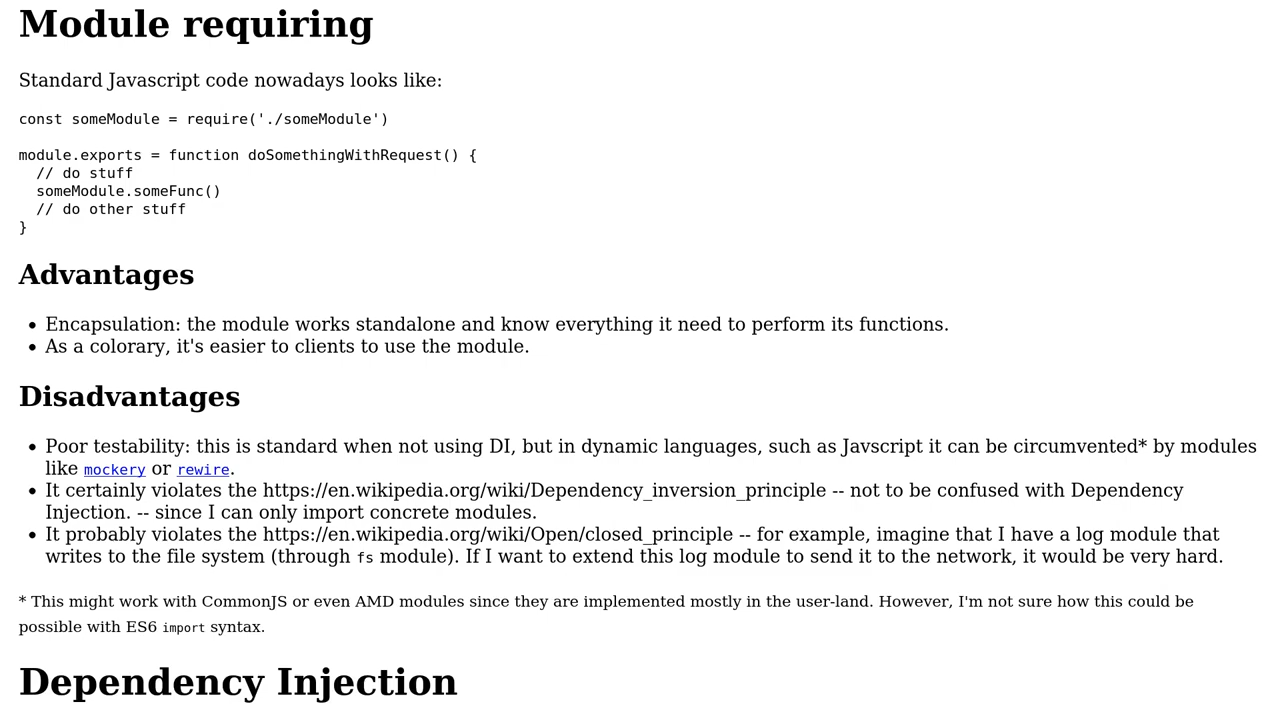 Module requiring
Standard Javascript code nowadays looks like:
const someModule = require('./someModule')
module.exports = function doSomethingWithRequest() {
  // do stuff
  someModule.someFunc()
  // do other stuff
}
Advantages
• Encapsulation: the module works standalone and know everything it need to perform its functions.
• As a colorary, it's easier to clients to use the module.
Disadvantages
• Poor testability: this is standard when not using DI, but in dynamic languages, such as Javscript it can be circumvented* by modules
like mockery or rewire.
• It certainly violates the https://en.wikipedia.org/wiki/Dependency_inversion_principle -- not to be confused with Dependency
Injection. -- since I can only import concrete modules.
• It probably violates the https://en.wikipedia.org/wiki/Open/closed_principle -- for example, imagine that I have a log module that
writes to the file system (through fs module). If I want to extend this log module to send it to the network, it would be very hard.
* This might work with CommonJS or even AMD modules since they are implemented mostly in the user-land. However, I'm not sure how this could be
possible with ES6 import syntax.
Dependency Injection